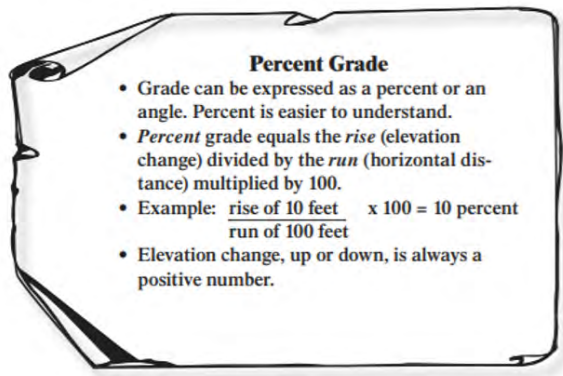 Percent Grade
• Grade can be expressed as a percent or an
angle. Percent is easier to understand.
• Percent grade equals the rise (elevation
change) divided by the run (horizontal dis-
tance) multiplied by 100.
• Example: rise of 10 feet x 100 = 10 percent
run of 100 feet
• Elevation change, up or down, is always a
positive number.